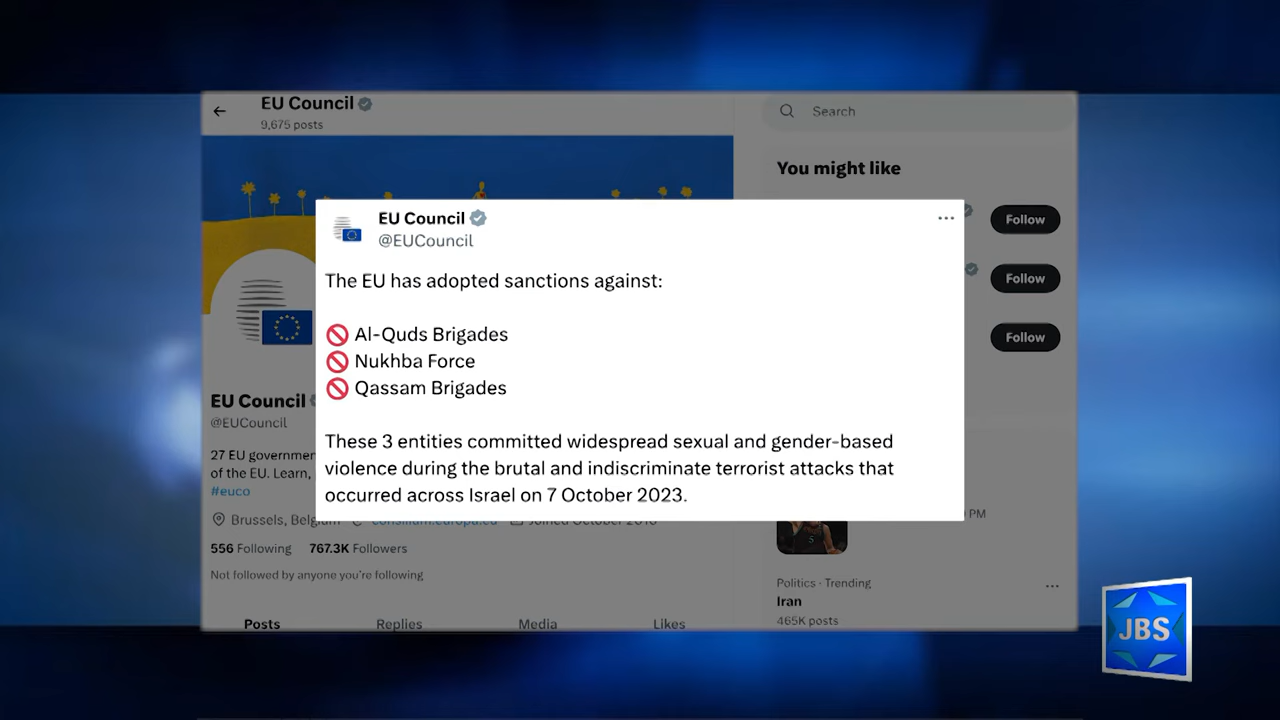 EU Council
9,675 posts
Search
You might like
Follow
Follow
Follow
EU Council
@EUCouncil
The EU has adopted sanctions against:
Al-Quds Brigades
Nukhba Force
Qassam Brigades
These 3 entities committed widespread sexual and gender-based
violence during the brutal and indiscriminate terrorist attacks that
occurred across Israel on 7 October 2023.
EU Council
@EUCouncil
27 EU
of the EU. Learn,
#euco
Brussels,
556 Following 767.3K Followers
Not followed by anyone you're following
Posts Replies Media Likes
PM
Politics · Trending
Iran
465K posts
JBS